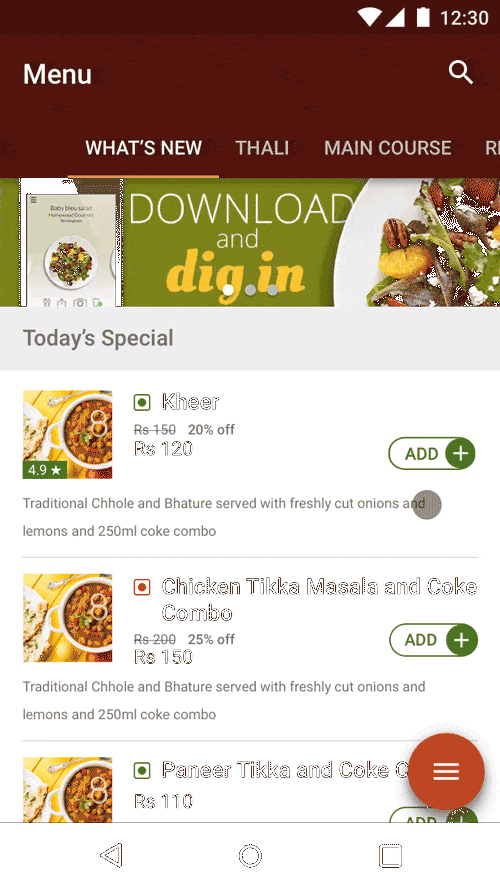 12:30
Menu
WHAT'S NEW THALI MAIN COURSE
Baby bleu salad
Homewood Gourmet
Birmingham
DOWNLOAD
and
dig in
Today's Special
Kheer
Rs 150 20% off
Rs 120
ADD
4.9
Traditional Chhole and Bhature served with freshly cut onions and
lemons and 250ml coke combo
Chicken Tikka Masala and Coke
Combo
Rs 200 25% off
Rs 150
ADD
Traditional Chhole and Bhature served with freshly cut onions and
lemons and 250ml coke combo
Paneer Tikka and Coke
Rs 110
ADD